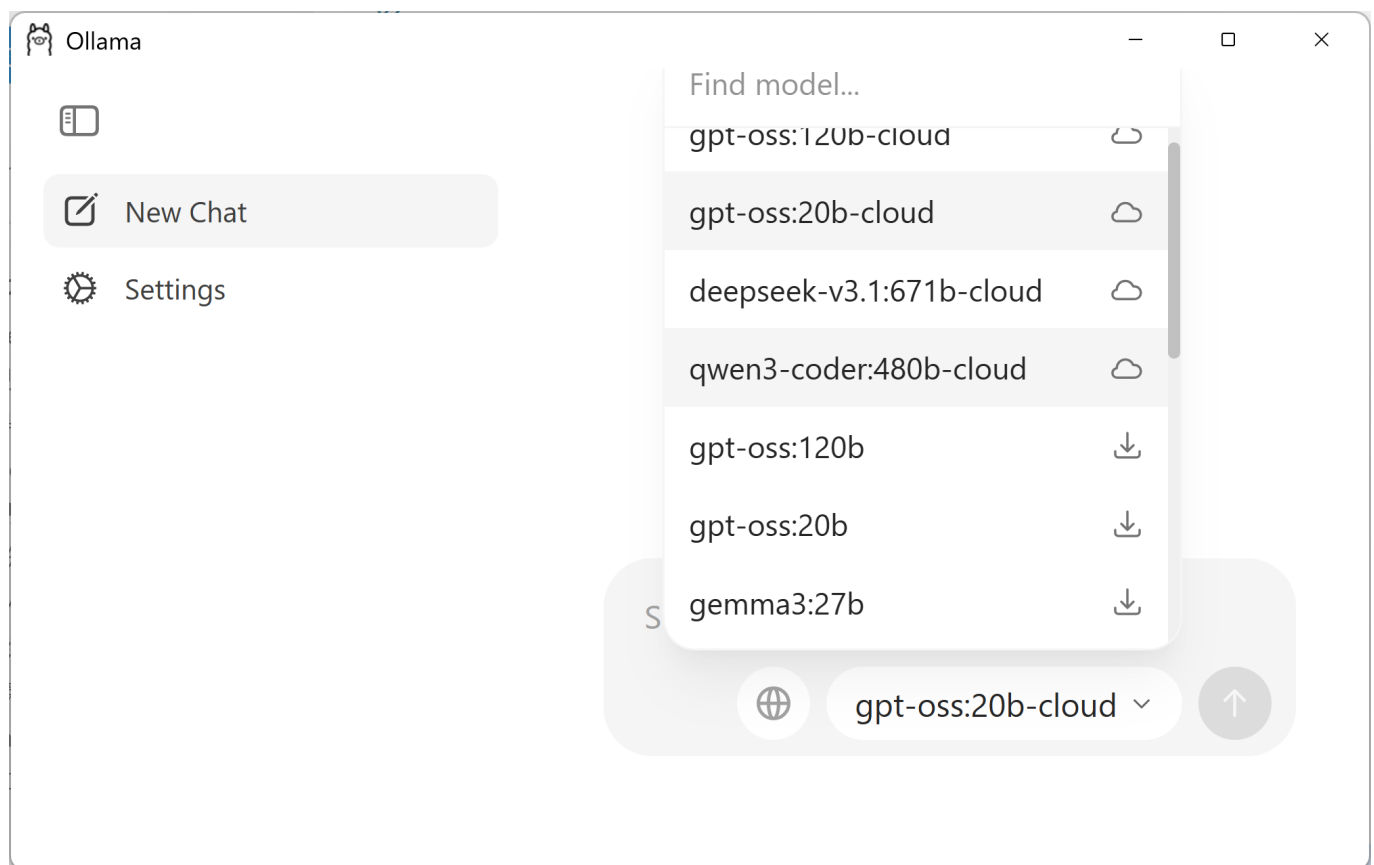 Ollama
Find model...
gpt-oss:120b-cloud
New Chat
gpt-oss:20b-cloud
Settings
deepseek-v3.1:671b-cloud
qwen3-coder:480b-cloud
gpt-oss:120b
gpt-oss:20b
gemma3:27b
S
gpt-oss:20b-cloud